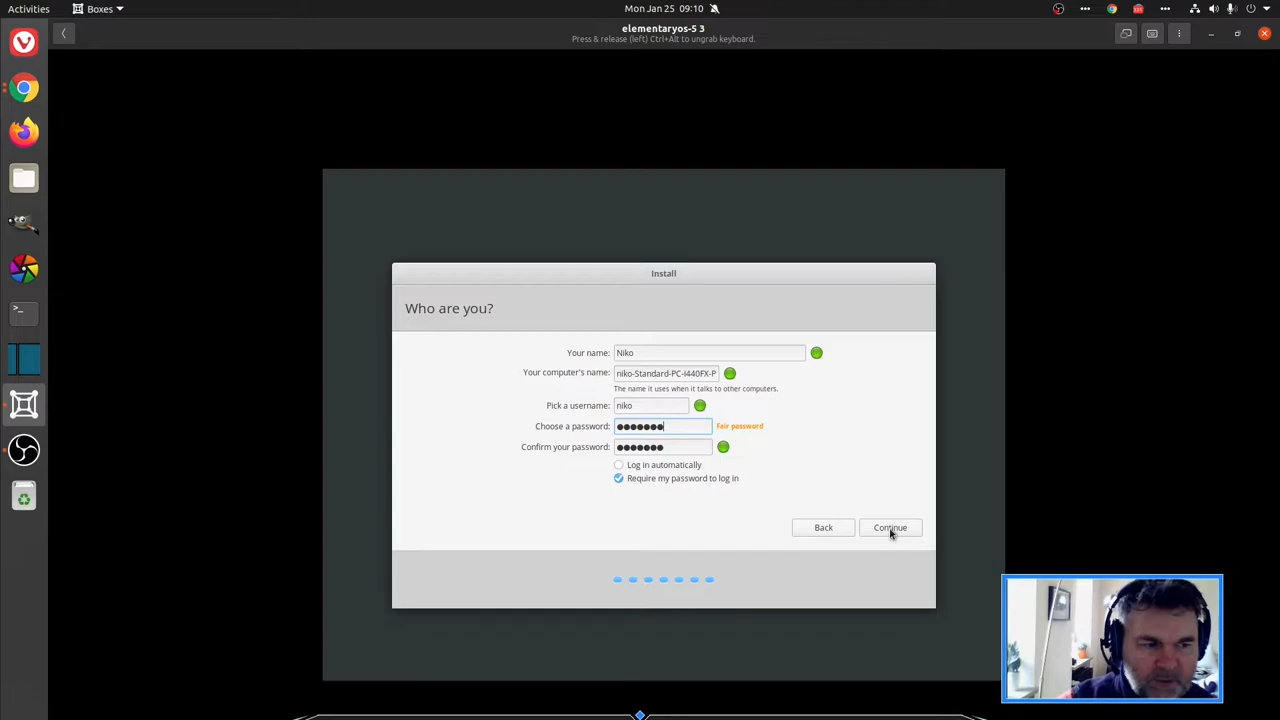 Activities
Boxes
Mon Jan 25 09:10
elementaryos-5 3
Press & release (left) Ctrl+Alt to ungrab keyboard.
Install
Who are you?
Your name: Niko
Your computer's name: niko-Standard-PC-i440FX-P
The name it uses when it talks to other computers.
Pick a username: niko
Choose a password: ●●●●●●● Fair password
Confirm your password: ●●●●●●●
Log in automatically
Require my password to log in
Back
Continue